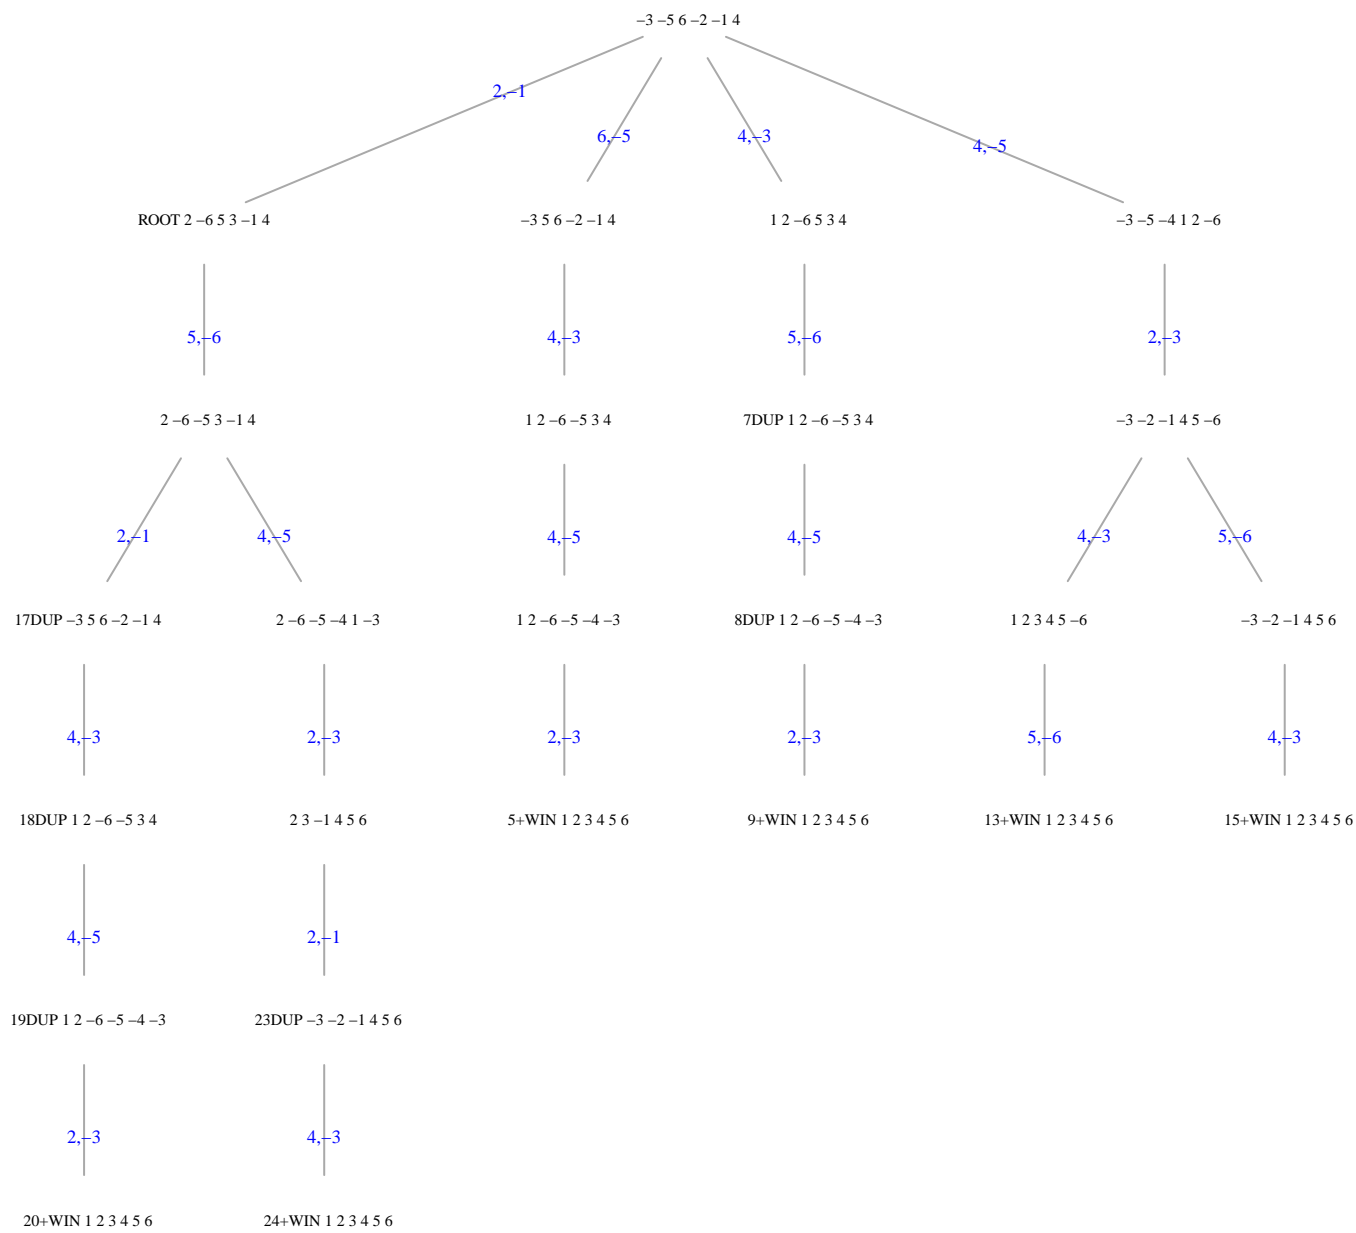 −3 −5 6 −2 −1 4
2,−1
6,−5
4,−3
4,−5
ROOT 2 −6 5 3 −1 4
−3 5 6 −2 −1 4
1 2 −6 5 3 4
−3 −5 −4 1 2 −6
5,−6
4,−3
5,−6
2,−3
2 −6 −5 3 −1 4
1 2 −6 −5 3 4
7DUP 1 2 −6 −5 3 4
−3 −2 −1 4 5 −6
2,−1
4,−5
4,−5
4,−5
4,−3
5,−6
17DUP −3 5 6 −2 −1 4
2 −6 −5 −4 1 −3
1 2 −6 −5 −4 −3
8DUP 1 2 −6 −5 −4 −3
1 2 3 4 5 −6
−3 −2 −1 4 5 6
4,−3
2,−3
2,−3
2,−3
5,−6
4,−3
18DUP 1 2 −6 −5 3 4
2 3 −1 4 5 6
5+WIN 1 2 3 4 5 6
9+WIN 1 2 3 4 5 6
13+WIN 1 2 3 4 5 6
15+WIN 1 2 3 4 5 6
4,−5
2,−1
19DUP 1 2 −6 −5 −4 −3
23DUP −3 −2 −1 4 5 6
2,−3
4,−3
20+WIN 1 2 3 4 5 6
24+WIN 1 2 3 4 5 6